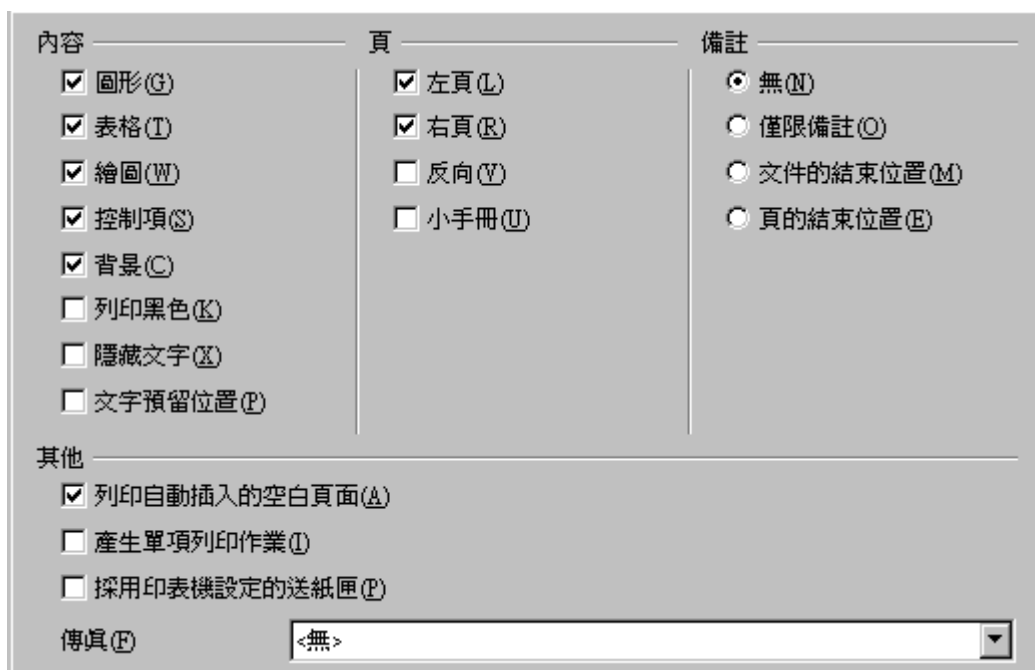 內容
圖形(G)
表格(T)
繪圖(W)
控制項(S)
背景(C)
列印黑色(K)
隱藏文字(X)
文字預留位置(P)
頁
左頁(L)
右頁(R)
反向(V)
小手冊(U)
備註
無(N)
僅限備註(O)
文件的結束位置(M)
頁的結束位置(E)
其他
列印自動插入的空白頁面(A)
產生單項列印作業(I)
採用印表機設定的送紙匣(P)
傳真(F)
<無>